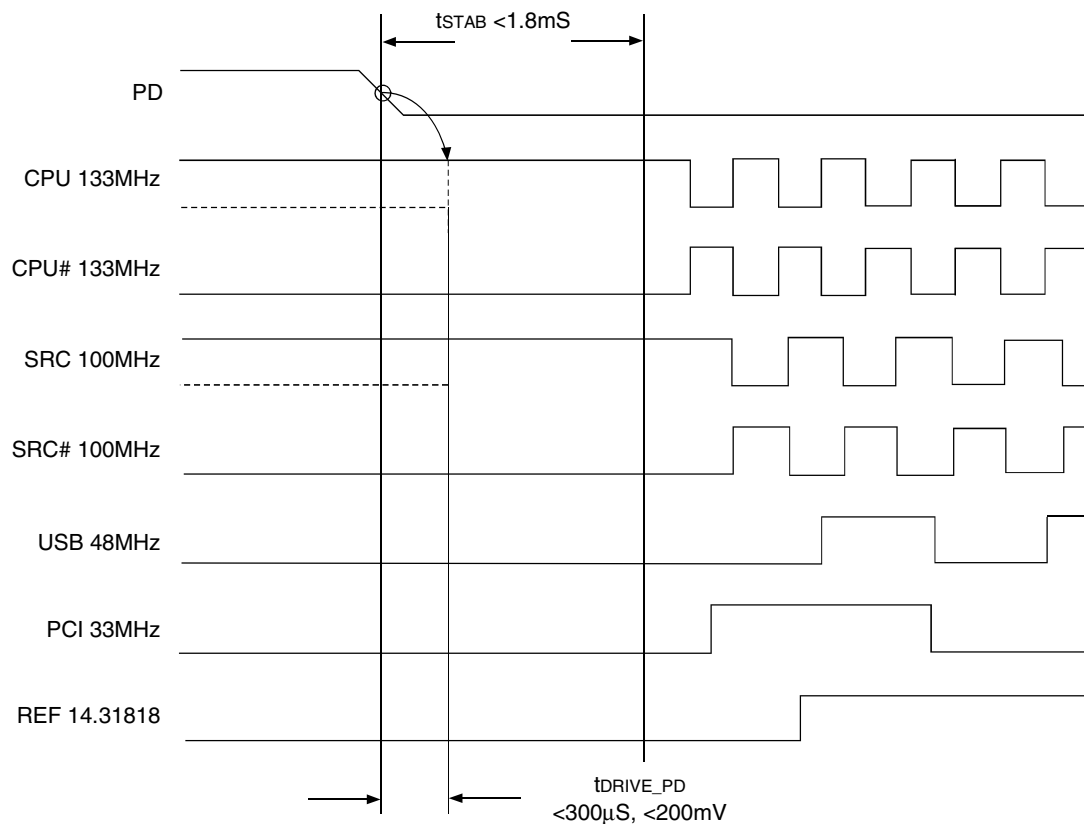 tSTAB <1.8mS
PD
CPU 133MHz
CPU# 133MHz
SRC 100MHz
SRC# 100MHz
USB 48MHz
PCI 33MHz
REF 14.31818
tDRIVE_PD
<300μS, <200mV